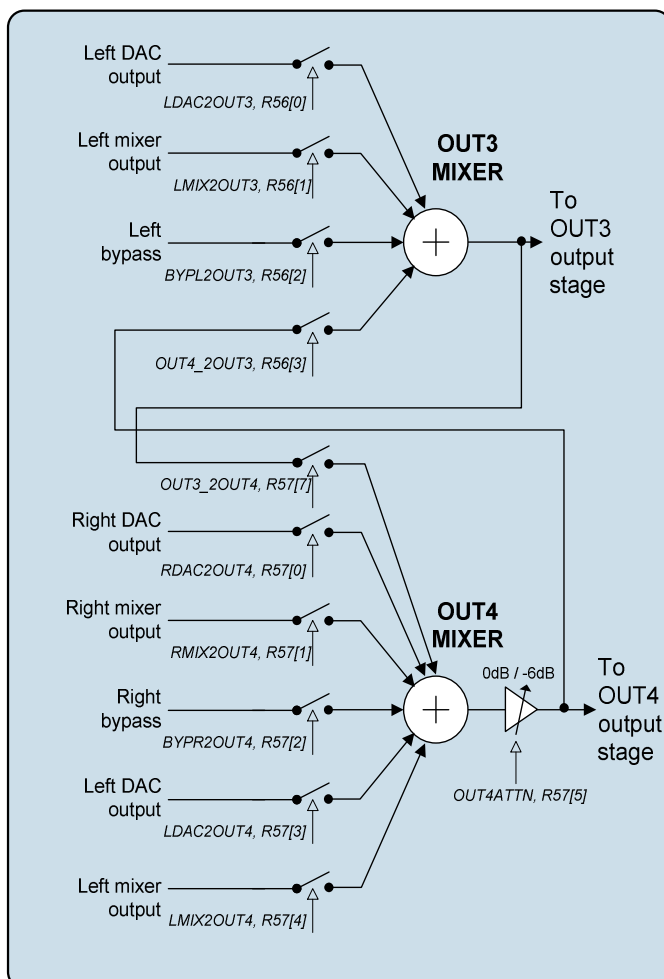 Left DAC
output
LDAC2OUT3, R56[0]
Left mixer
output
LMIX2OUT3, R56[1]
OUT3
MIXER
To
OUT3
output
stage
Left
bypass
BYPL2OUT3, R56[2]
OUT4_2OUT3, R56[3]
OUT3_2OUT4, R57[7]
Right DAC
output
RDAC2OUT4, R57[0]
Right mixer
output
RMIX2OUT4, R57[1]
OUT4
MIXER
0dB / -6dB
To
OUT4
output
stage
Right
bypass
BYPR2OUT4, R57[2]
OUT4ATTN, R57[5]
Left DAC
output
LDAC2OUT4, R57[3]
Left mixer
output
LMIX2OUT4, R57[4]